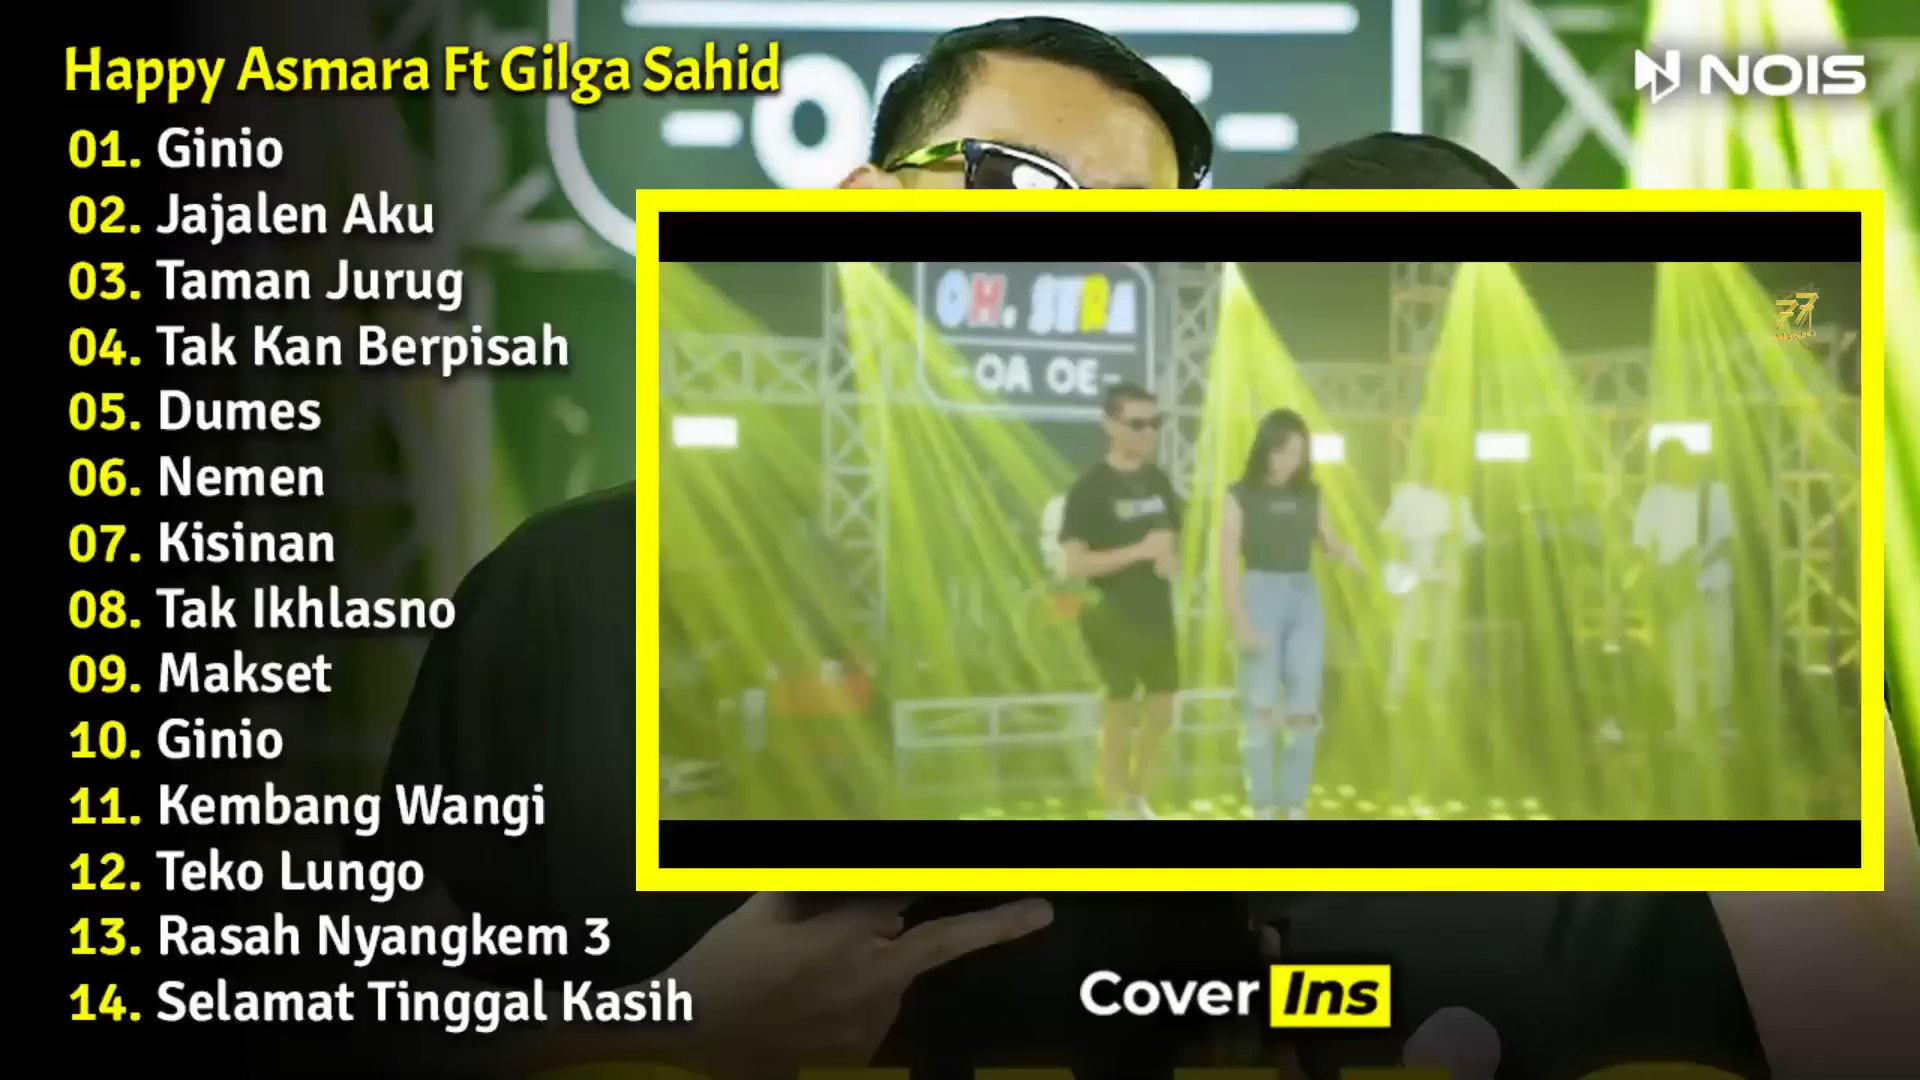 Happy Asmara Ft Gilga Sahid
01. Ginio
02. Jajalen Aku
03. Taman Jurug
04. Tak Kan Berpisah
05. Dumes
06. Nemen
07. Kisinan
08. Tak Ikhlasno
09. Makset
10. Ginio
11. Kembang Wangi
12. Teko Lungo
13. Rasah Nyangkem 3
14. Selamat Tinggal Kasih
NOIS
-OA OE-
Cover Ins